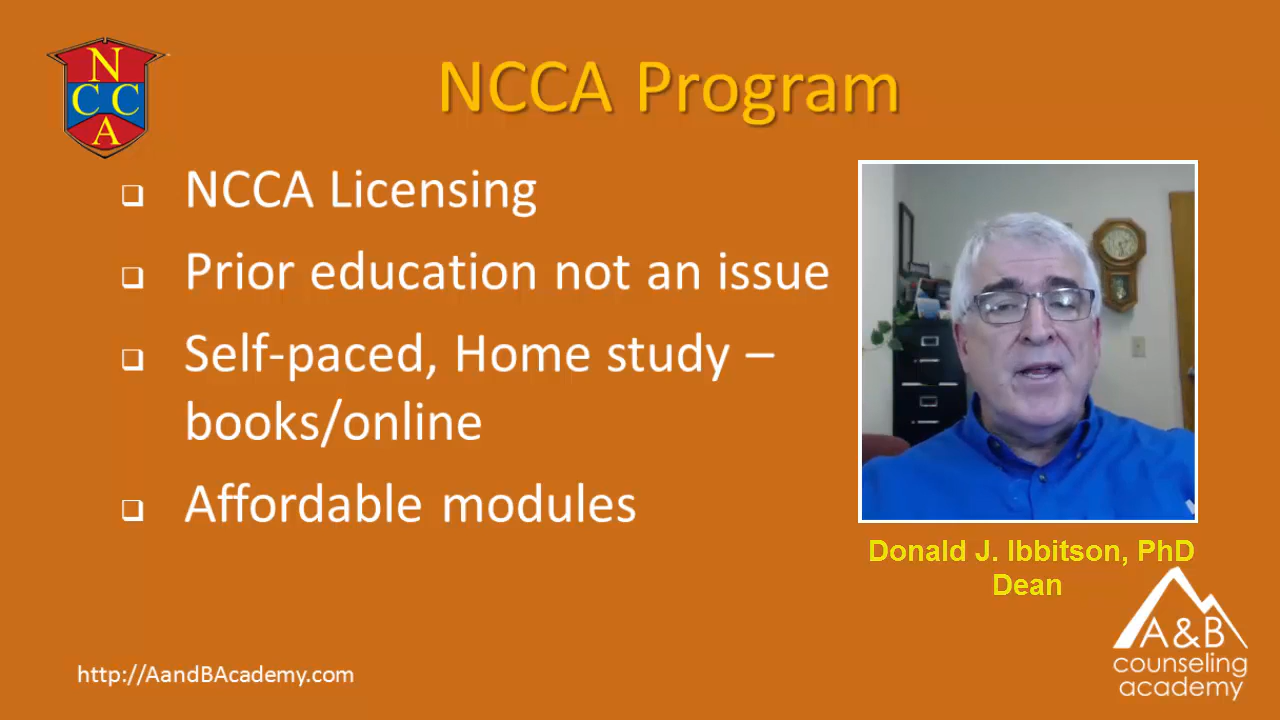 N
C C
A
NCCA Program
NCCA Licensing
Prior education not an issue
Self-paced, Home study –
books/online
Affordable modules
Donald J. Ibbitson, PhD
Dean
http://AandBAcademy.com
A&B
counseling
academy